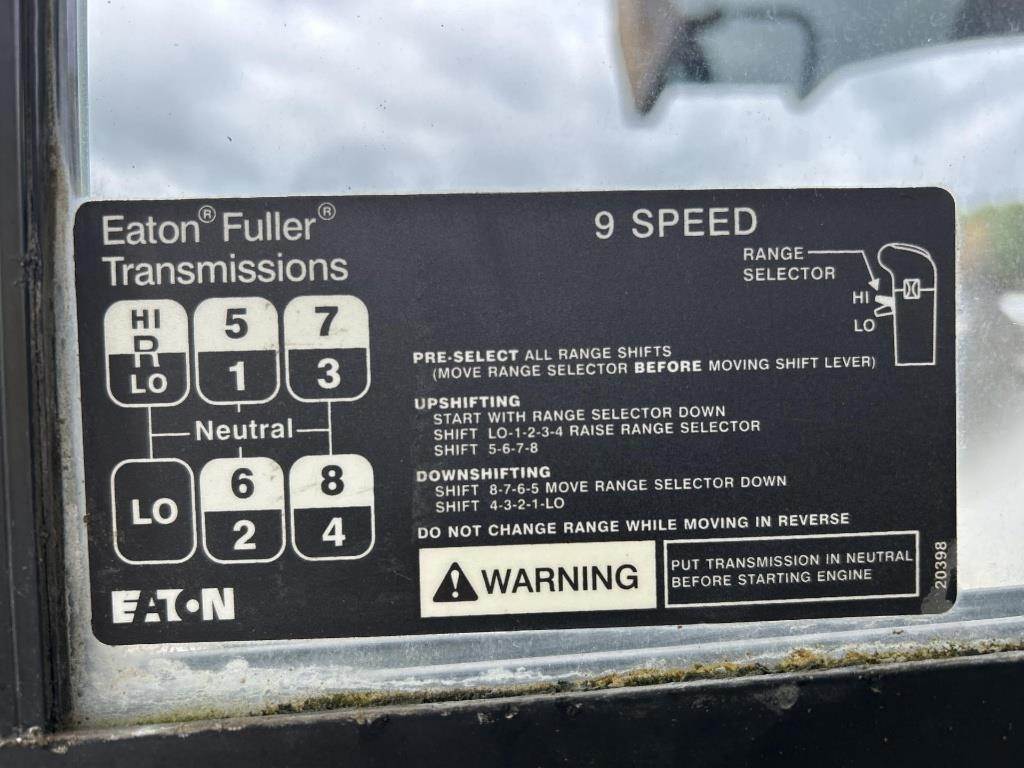 Eaton® Fuller®
Transmissions
9 SPEED
RANGE
SELECTOR
HI
LO
HI
R
LO
5
1
7
3
Neutral
LO
6
2
8
4
PRE-SELECT ALL RANGE SHIFTS
(MOVE RANGE SELECTOR BEFORE MOVING SHIFT LEVER)
UPSHIFTING
START WITH RANGE SELECTOR DOWN
SHIFT LO-1-2-3-4 RAISE RANGE SELECTOR
SHIFT 5-6-7-8
DOWNSHIFTING
SHIFT 8-7-6-5 MOVE RANGE SELECTOR DOWN
SHIFT 4-3-2-1-LO
DO NOT CHANGE RANGE WHILE MOVING IN REVERSE
WARNING
PUT TRANSMISSION IN NEUTRAL
BEFORE STARTING ENGINE
20398
EATON